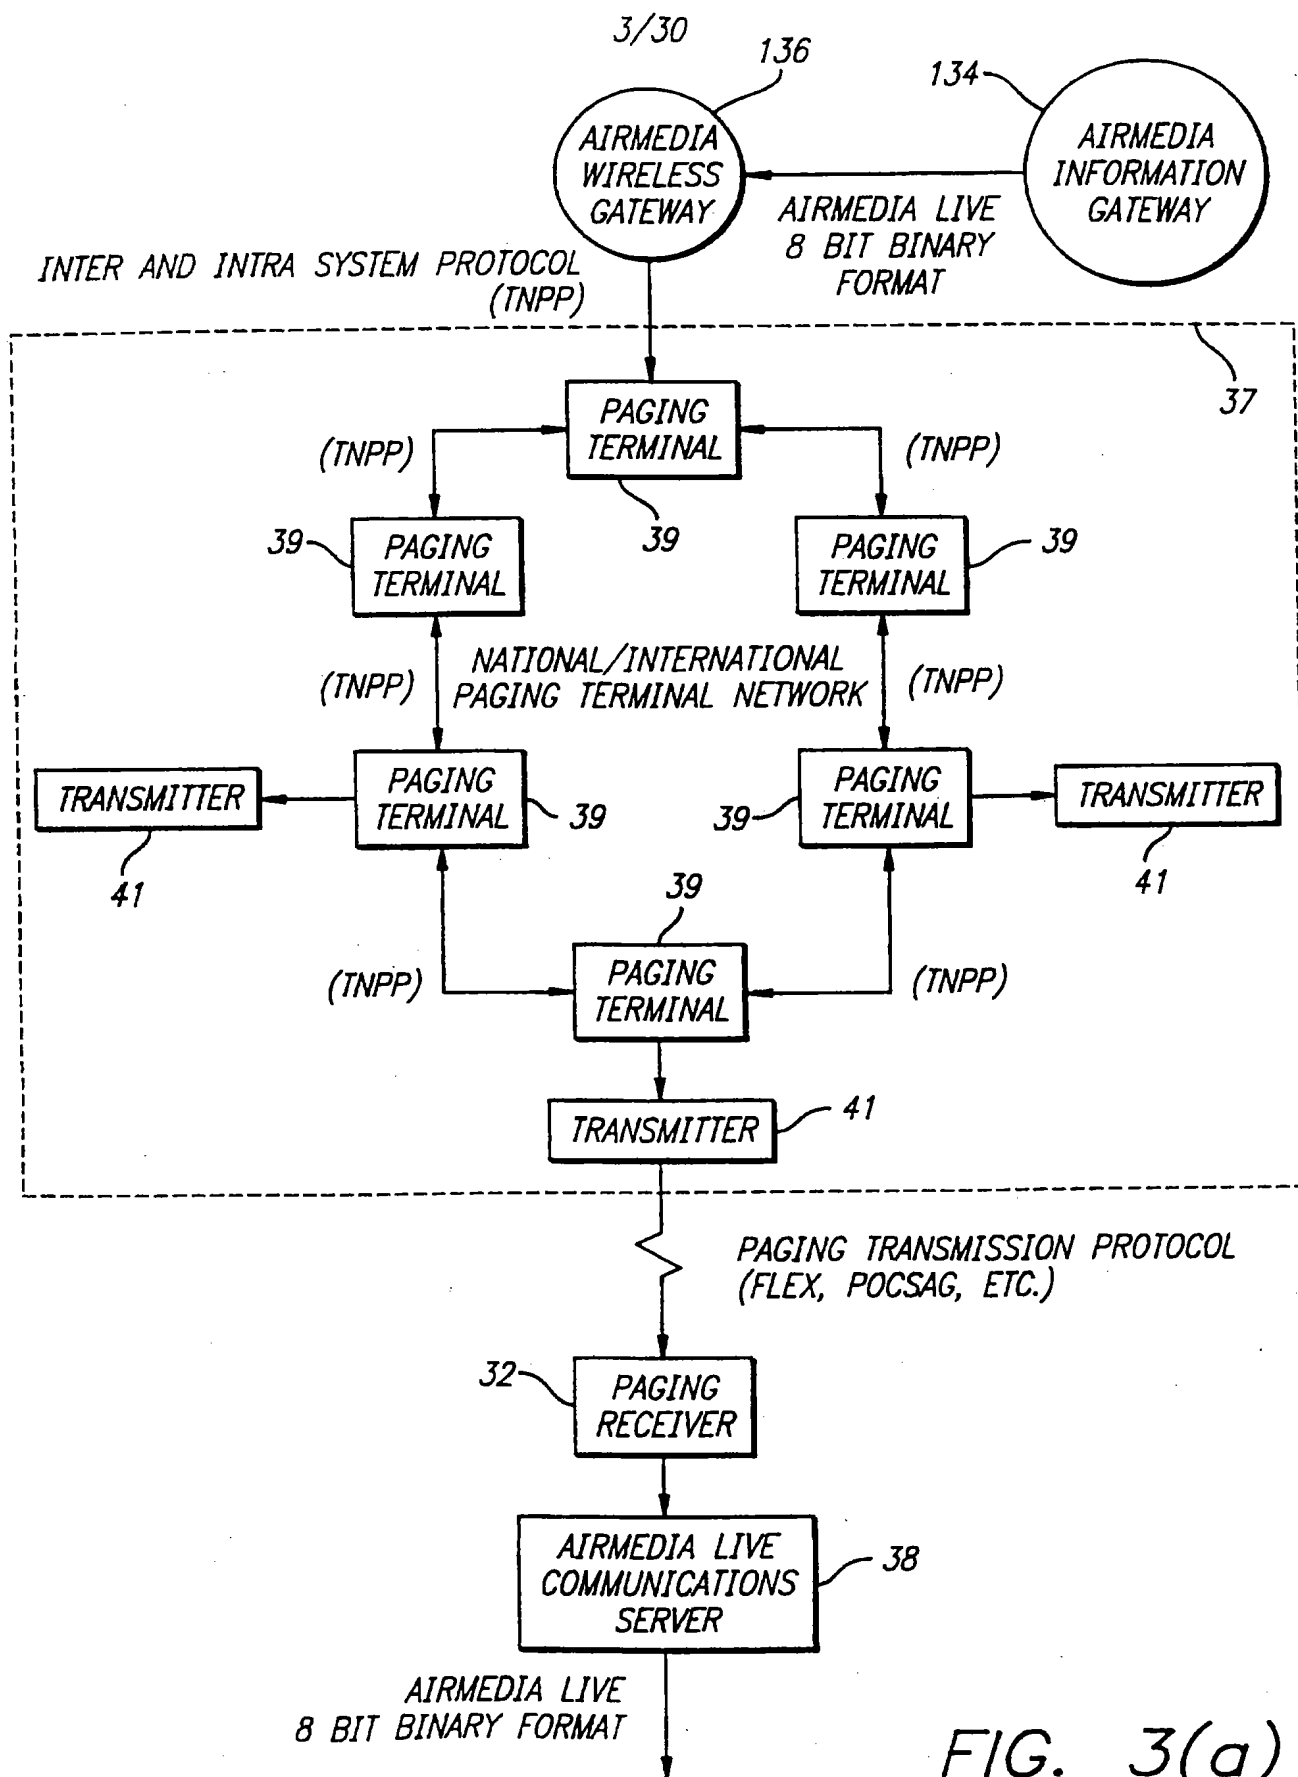 3/30
136
134
AIRMEDIA
WIRELESS
GATEWAY
AIRMEDIA
INFORMATION
GATEWAY
AIRMEDIA LIVE
8 BIT BINARY
FORMAT
INTER AND INTRA SYSTEM PROTOCOL
(TNPP)
37
PAGING
TERMINAL
39
(TNPP)
(TNPP)
39
PAGING
TERMINAL
PAGING
TERMINAL
39
(TNPP)
NATIONAL/INTERNATIONAL
PAGING TERMINAL NETWORK
(TNPP)
TRANSMITTER
41
PAGING
TERMINAL
39
39
PAGING
TERMINAL
TRANSMITTER
41
39
(TNPP)
PAGING
TERMINAL
(TNPP)
TRANSMITTER
41
PAGING TRANSMISSION PROTOCOL
(FLEX, POCSAG, ETC.)
32
PAGING
RECEIVER
AIRMEDIA LIVE
COMMUNICATIONS
SERVER
38
AIRMEDIA LIVE
8 BIT BINARY FORMAT
FIG. 3(a)